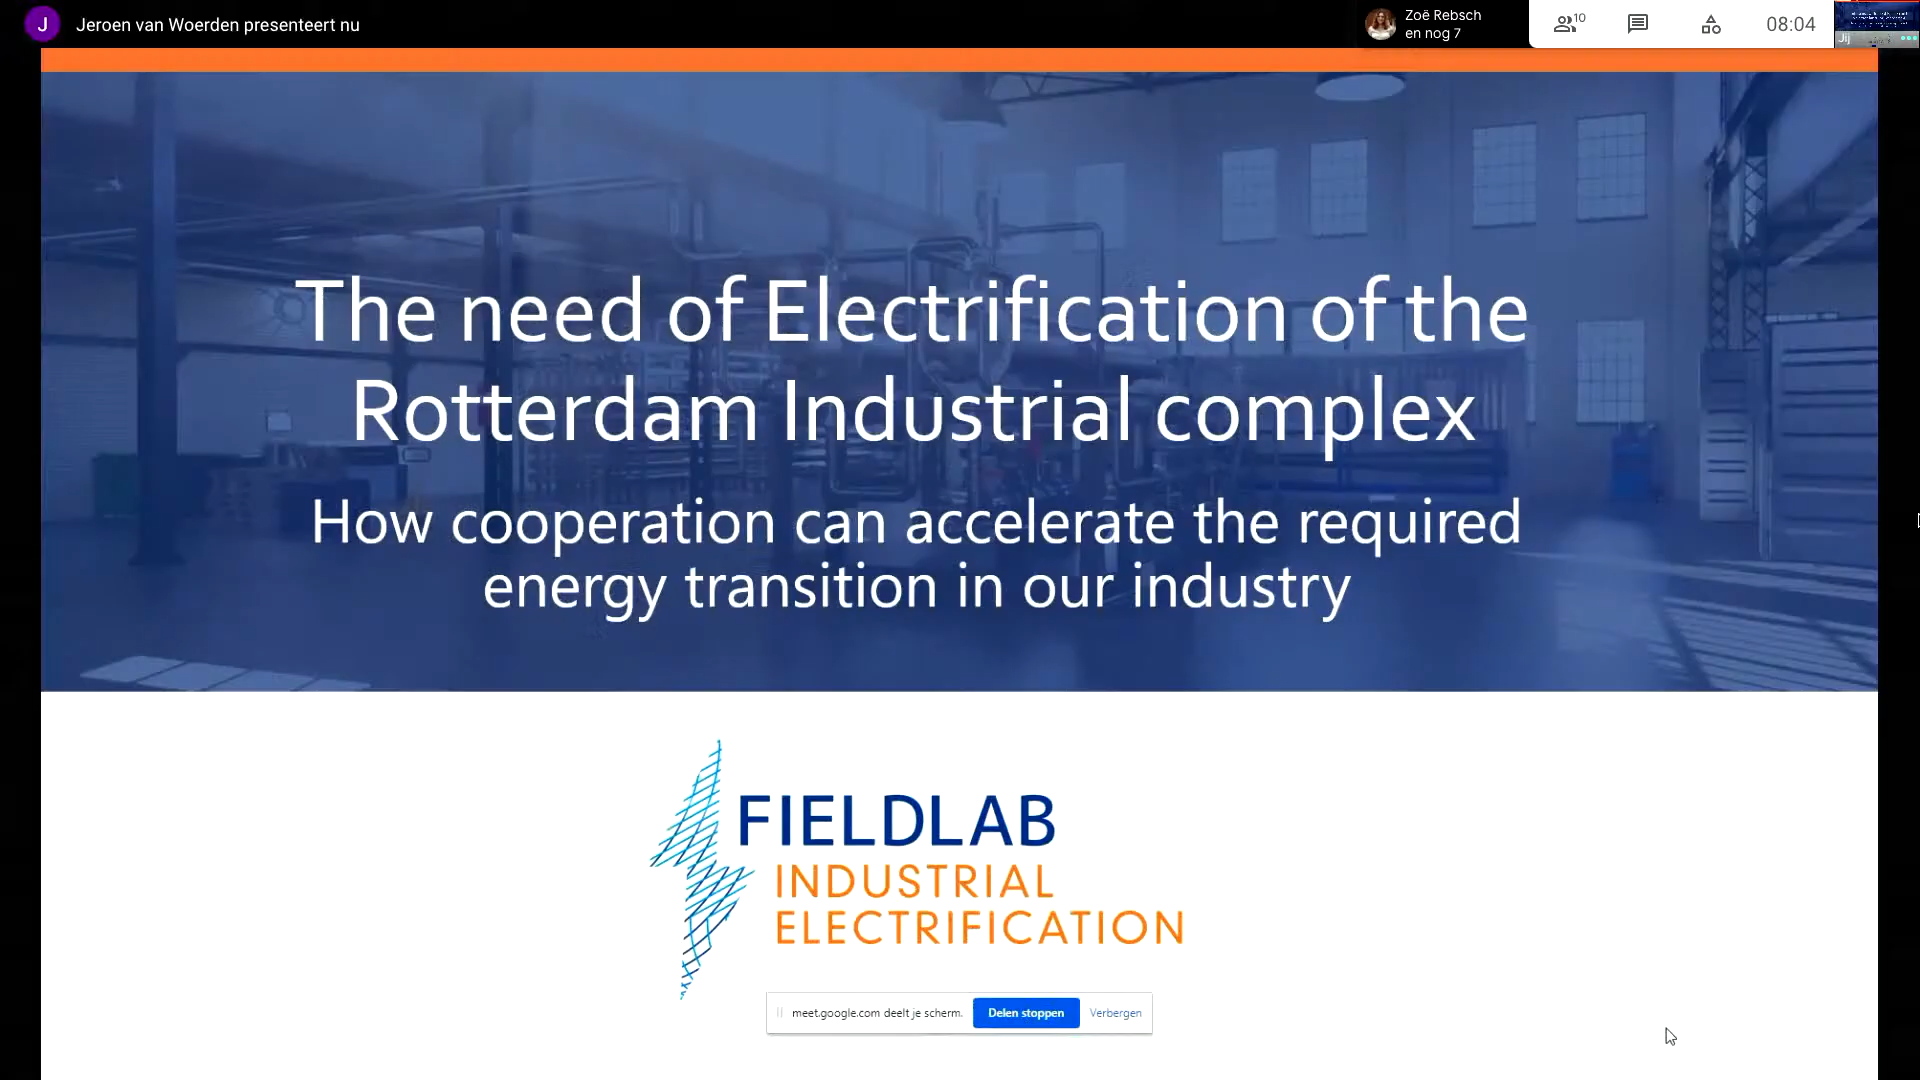 J
Jeroen van Woerden presenteert nu
Zoë Rebsch
en nog 7
10
08:04
Jij
The need of Electrification of the
Rotterdam Industrial complex
How cooperation can accelerate the required
energy transition in our industry
FIELDLAB
INDUSTRIAL
ELECTRIFICATION
meet.google.com deelt je scherm.
Delen stoppen
Verbergen